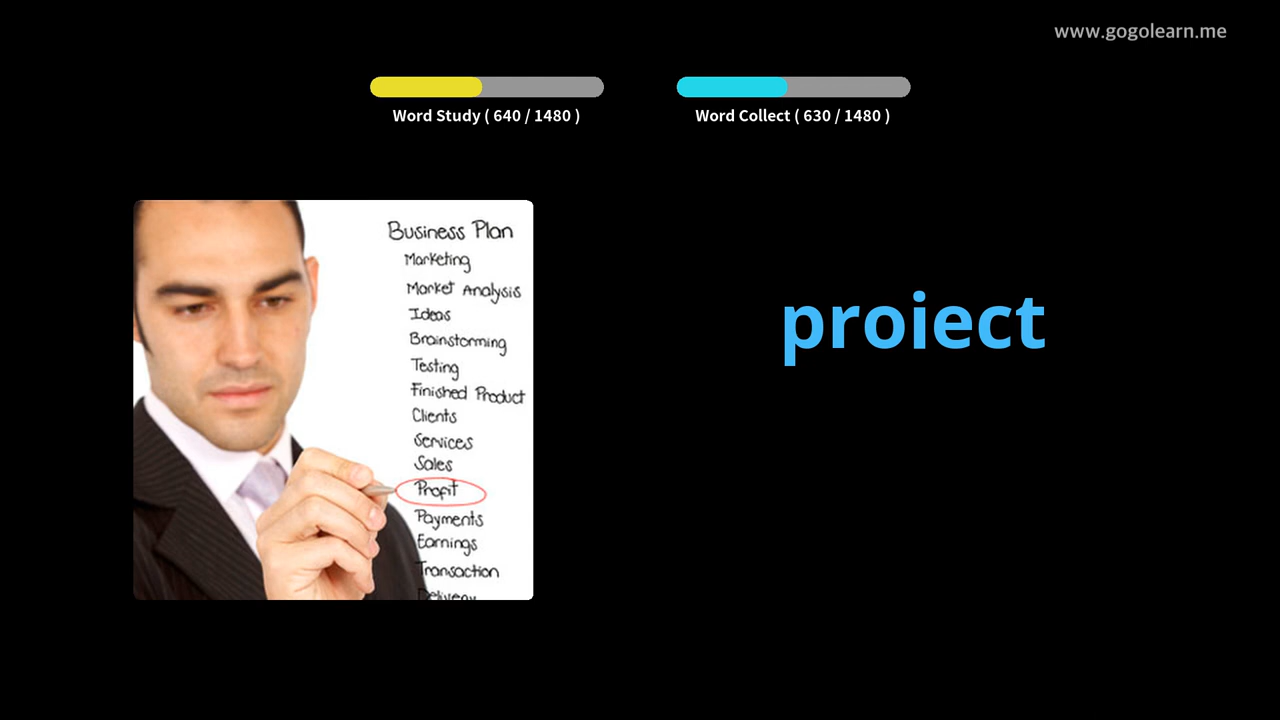 www.gogolearn.me
Word Study ( 640 / 1480 )
Word Collect ( 630 / 1480 )
Business Plan
Marketing
Market Analysis
Ideas
Brainstorming
Testing
Finished Product
Clients
Services
Sales
Profit
Payments
Earnings
Transaction
Delivery
proiect